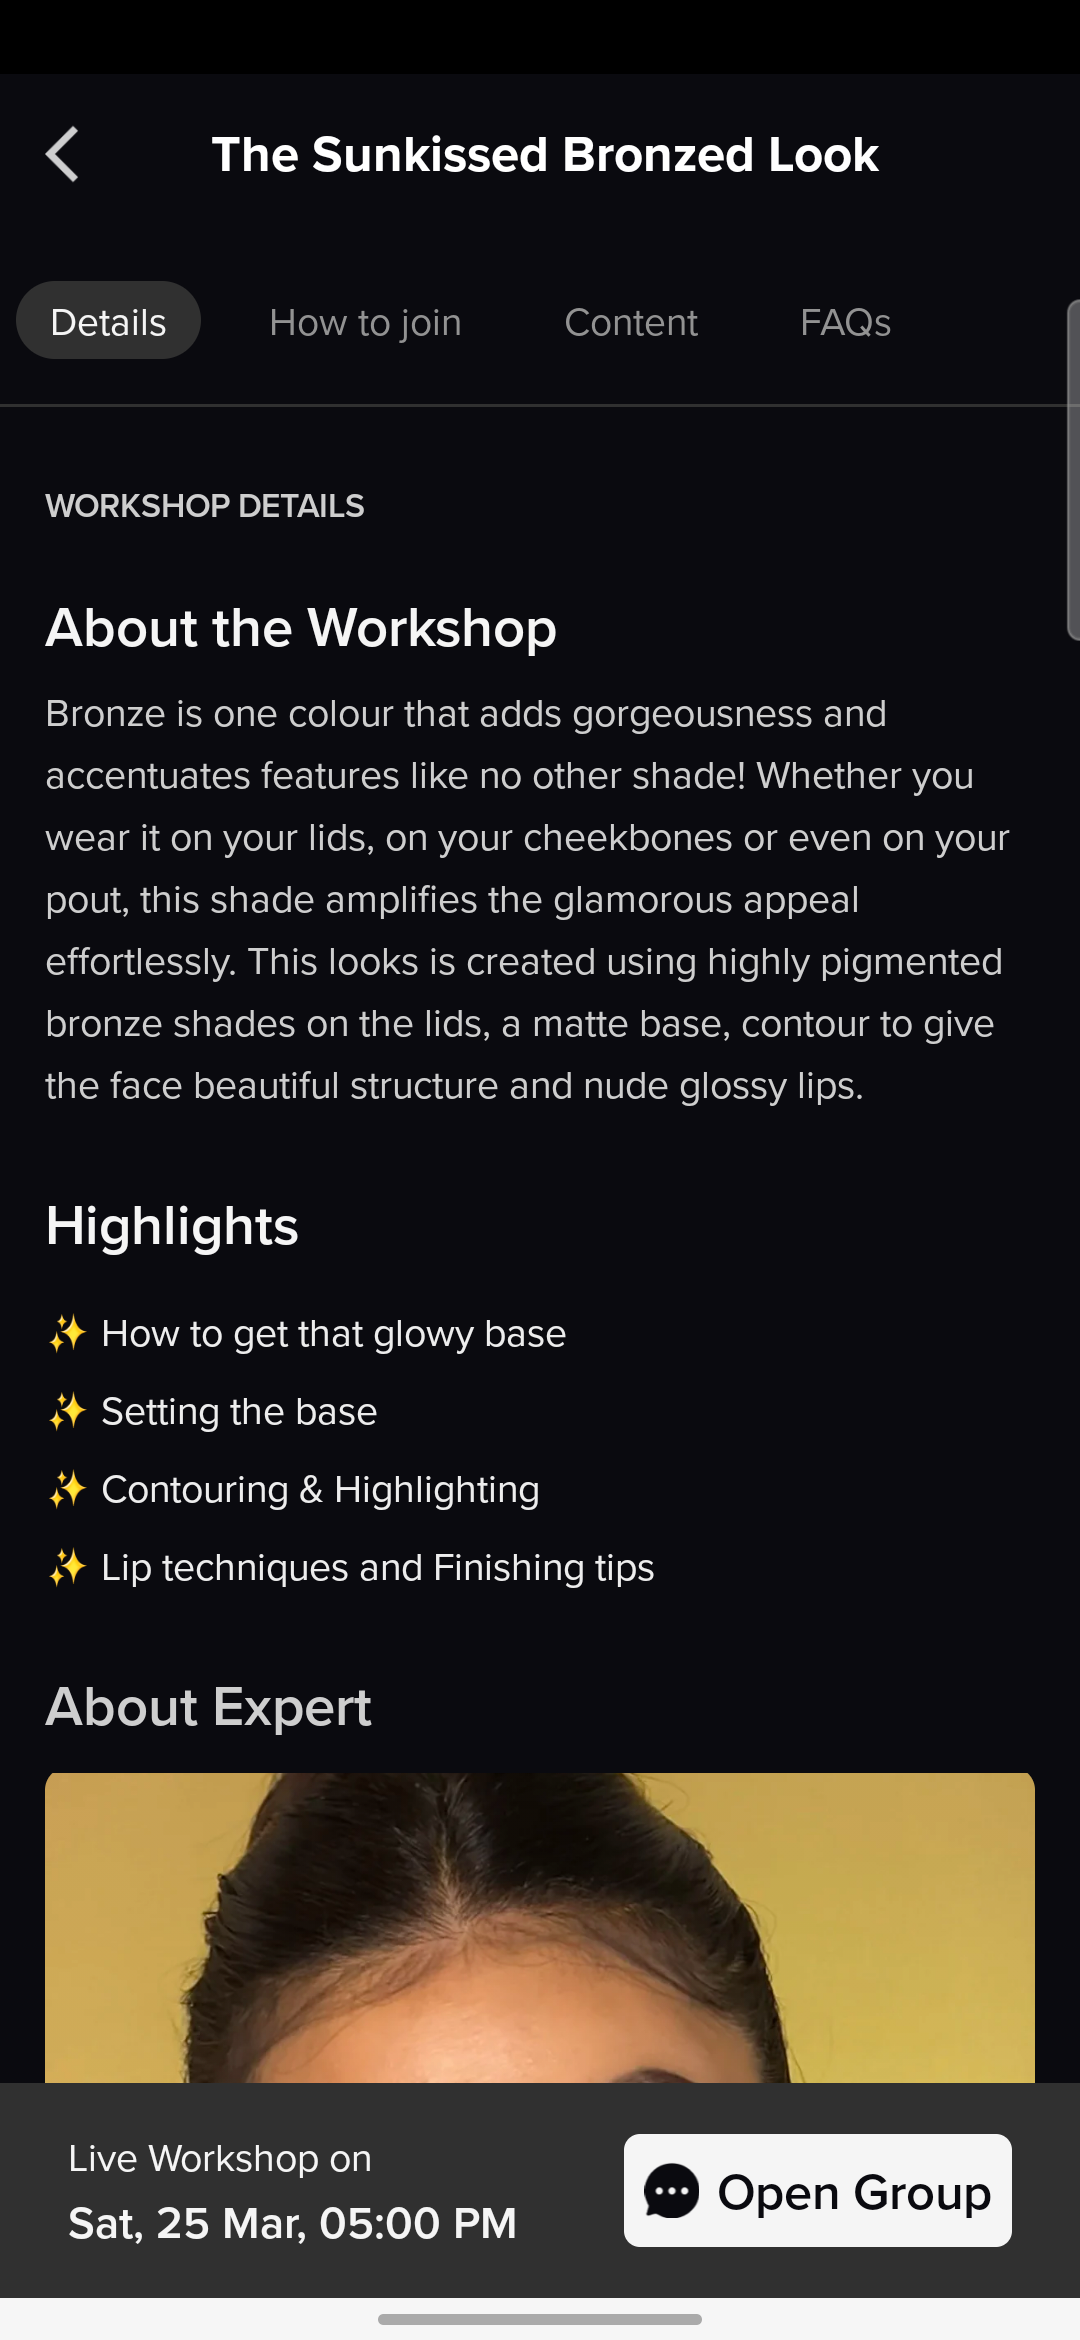 The Sunkissed Bronzed Look
Details How to join Content FAQs
WORKSHOP DETAILS
About the Workshop
Bronze is one colour that adds gorgeousness and
accentuates features like no other shade! Whether you
wear it on your lids, on your cheekbones or even on your
pout, this shade amplifies the glamorous appeal
effortlessly. This looks is created using highly pigmented
bronze shades on the lids, a matte base, contour to give
the face beautiful structure and nude glossy lips.
Highlights
✨ How to get that glowy base
✨ Setting the base
✨ Contouring & Highlighting
✨ Lip techniques and Finishing tips
About Expert
Live Workshop on
Sat, 25 Mar, 05:00 PM
Open Group